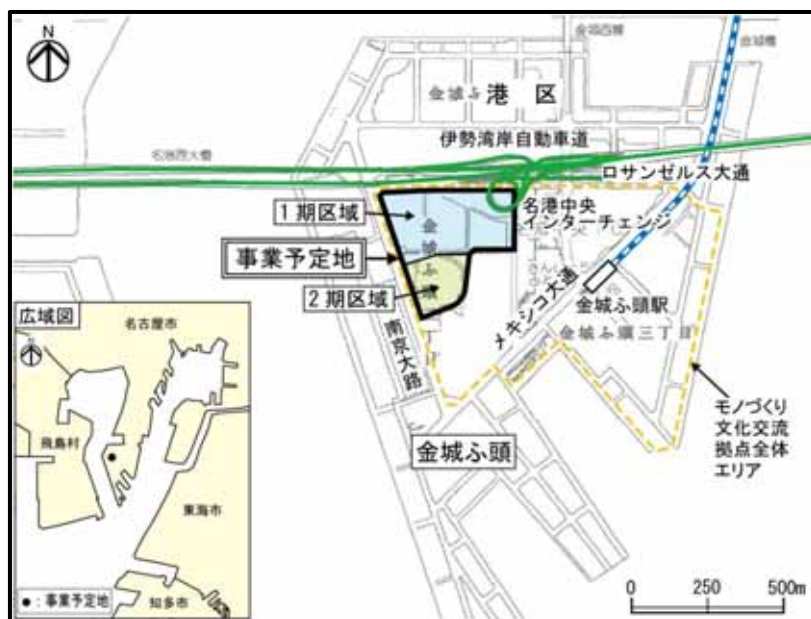 N
金城ふ
港区
金城橋
伊勢湾岸自動車道
名港西大橋
ロサンゼルス大通
名港中央
インターチェンジ
1期区域
金城ふ頭
事業予定地
2期区域
メキシコ大通
金城ふ頭駅
金城ふ頭三丁目
南京大路
金城ふ頭
モノづくり
文化交流
拠点全体
エリア
広域図
N
名古屋市
飛島村
東海市
知多市
●:事業予定地
0 250 500m